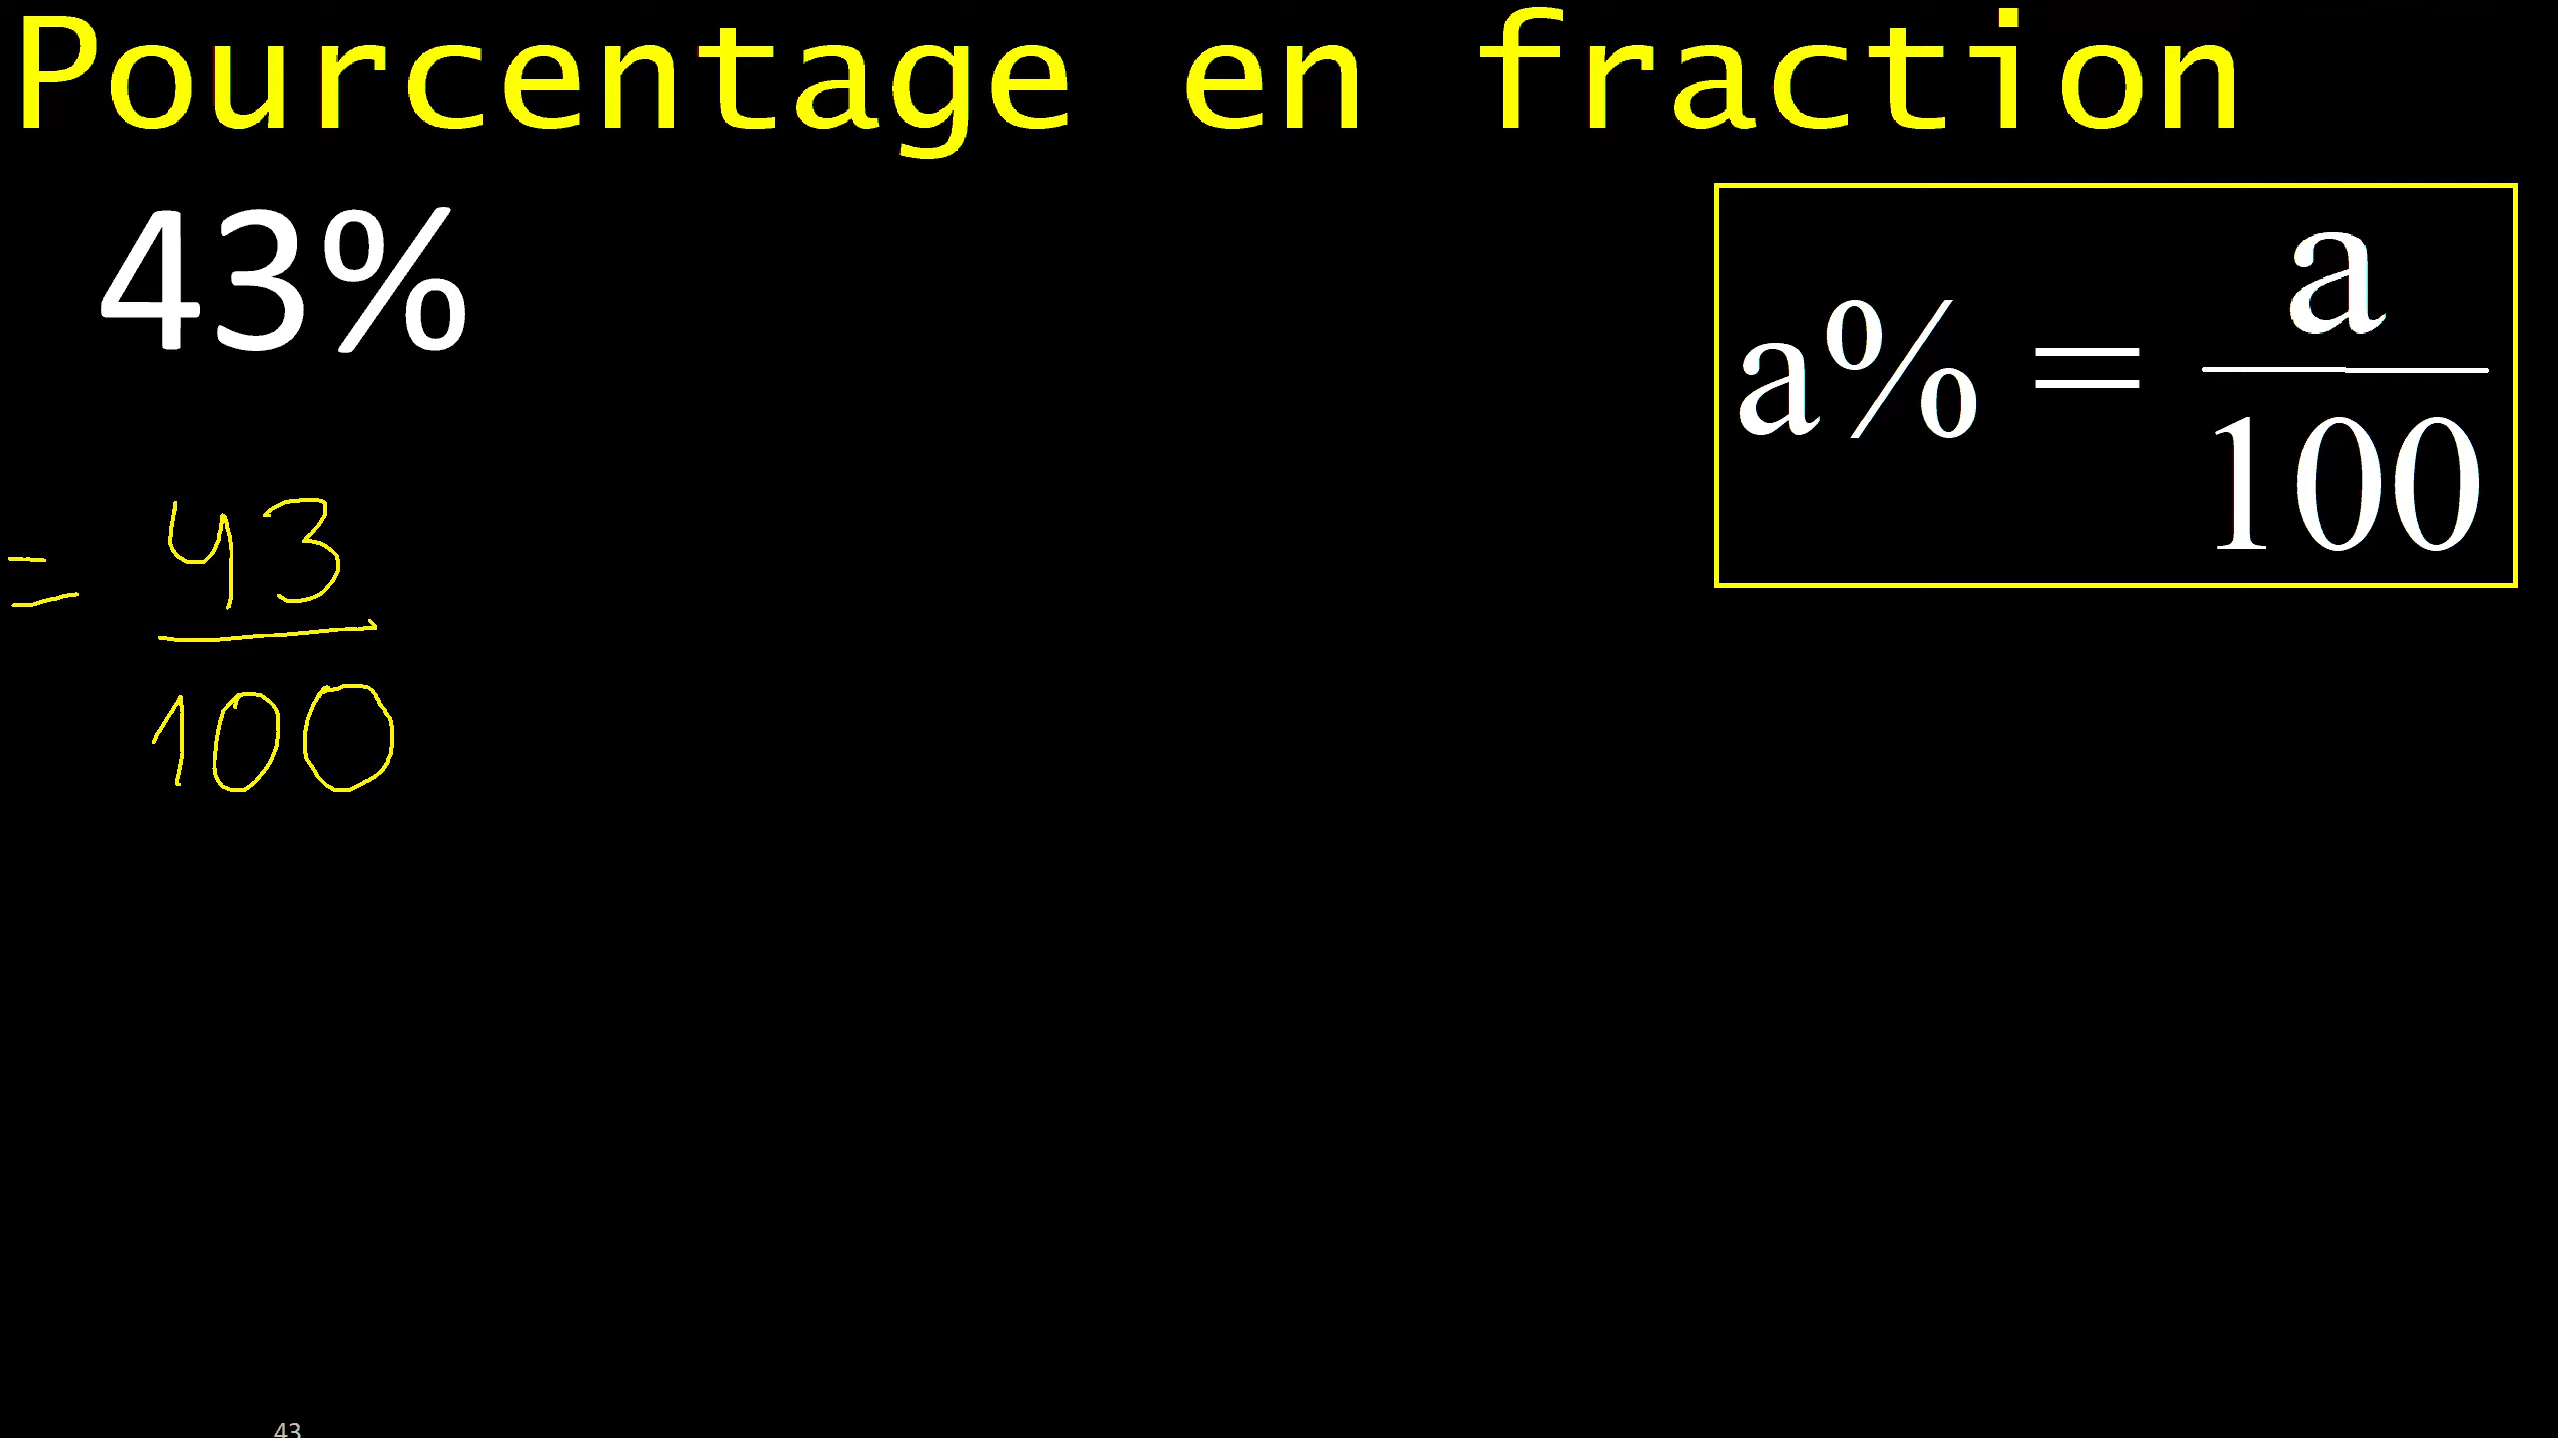 Pourcentage en fraction
43%
a% = a/100
= 43/100
43